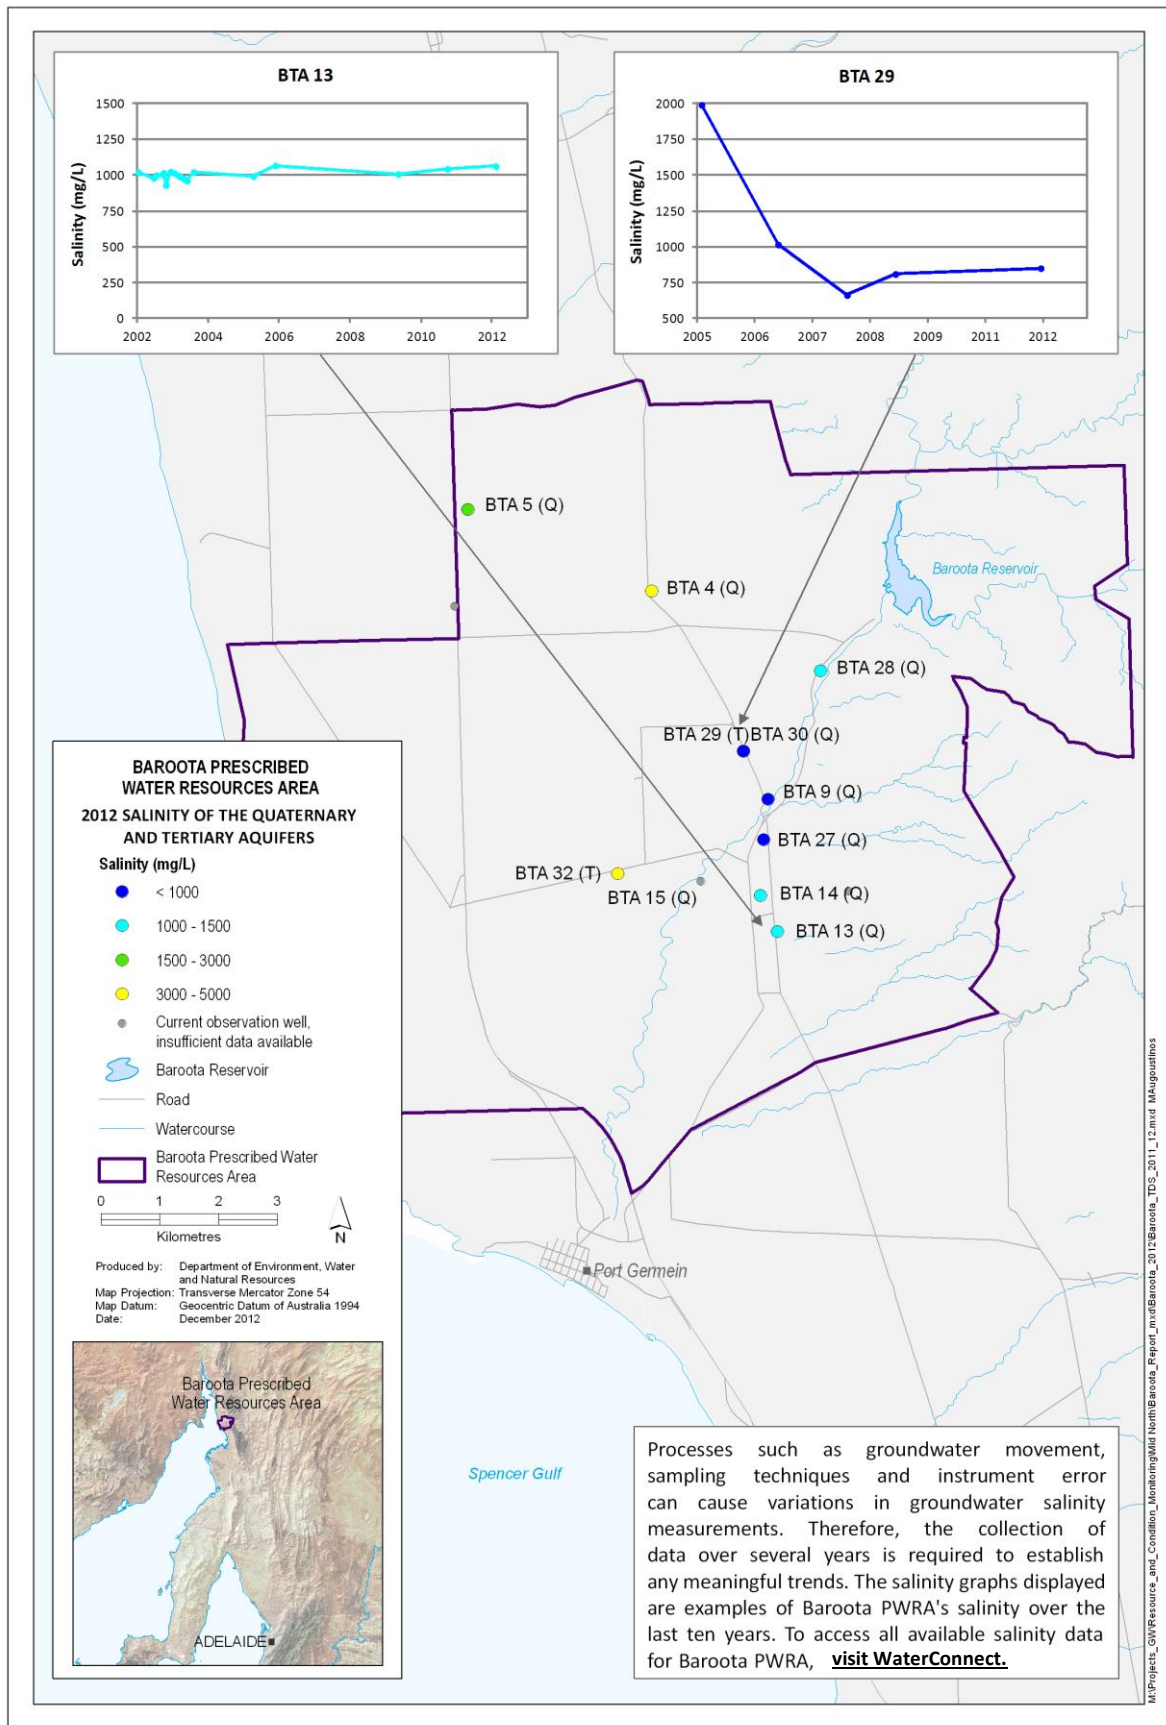 BTA 13
1500
1250
1000
750
500
250
0
Salinity (mg/L)
2002 2004 2006 2008 2010 2012
BTA 29
2000
1750
1500
1250
1000
750
500
Salinity (mg/L)
2005 2006 2007 2008 2009 2011 2012
BTA 5 (Q)
Baroota Reservoir
BTA 4 (Q)
BTA 28 (Q)
BTA 29 (T) BTA 30 (Q)
BTA 9 (Q)
BTA 27 (Q)
BTA 32 (T)
BTA 15 (Q)
BTA 14 (Q)
BTA 13 (Q)
Port Germein
Spencer Gulf
BAROOTA PRESCRIBED
WATER RESOURCES AREA
2012 SALINITY OF THE QUATERNARY
AND TERTIARY AQUIFERS
Salinity (mg/L)
< 1000
1000 - 1500
1500 - 3000
3000 - 5000
Current observation well,
insufficient data available
Baroota Reservoir
Road
Watercourse
Baroota Prescribed Water
Resources Area
0 1 2 3
Kilometres
N
Produced by: Department of Environment, Water
and Natural Resources
Map Projection: Transverse Mercator Zone 54
Map Datum: Geocentric Datum of Australia 1994
Date: December 2012
Baroota Prescribed
Water Resources Area
ADELAIDE
Processes such as groundwater movement,
sampling techniques and instrument error
can cause variations in groundwater salinity
measurements. Therefore, the collection of
data over several years is required to establish
any meaningful trends. The salinity graphs displayed
are examples of Baroota PWRA's salinity over the
last ten years. To access all available salinity data
for Baroota PWRA, visit WaterConnect.
M:\Projects_GW\Resource_and_Condition_Monitoring\Mid North\Baroota_Report_mxd\Baroota_2012\Baroota_TDS_2011_12.mxd MAugoustinos